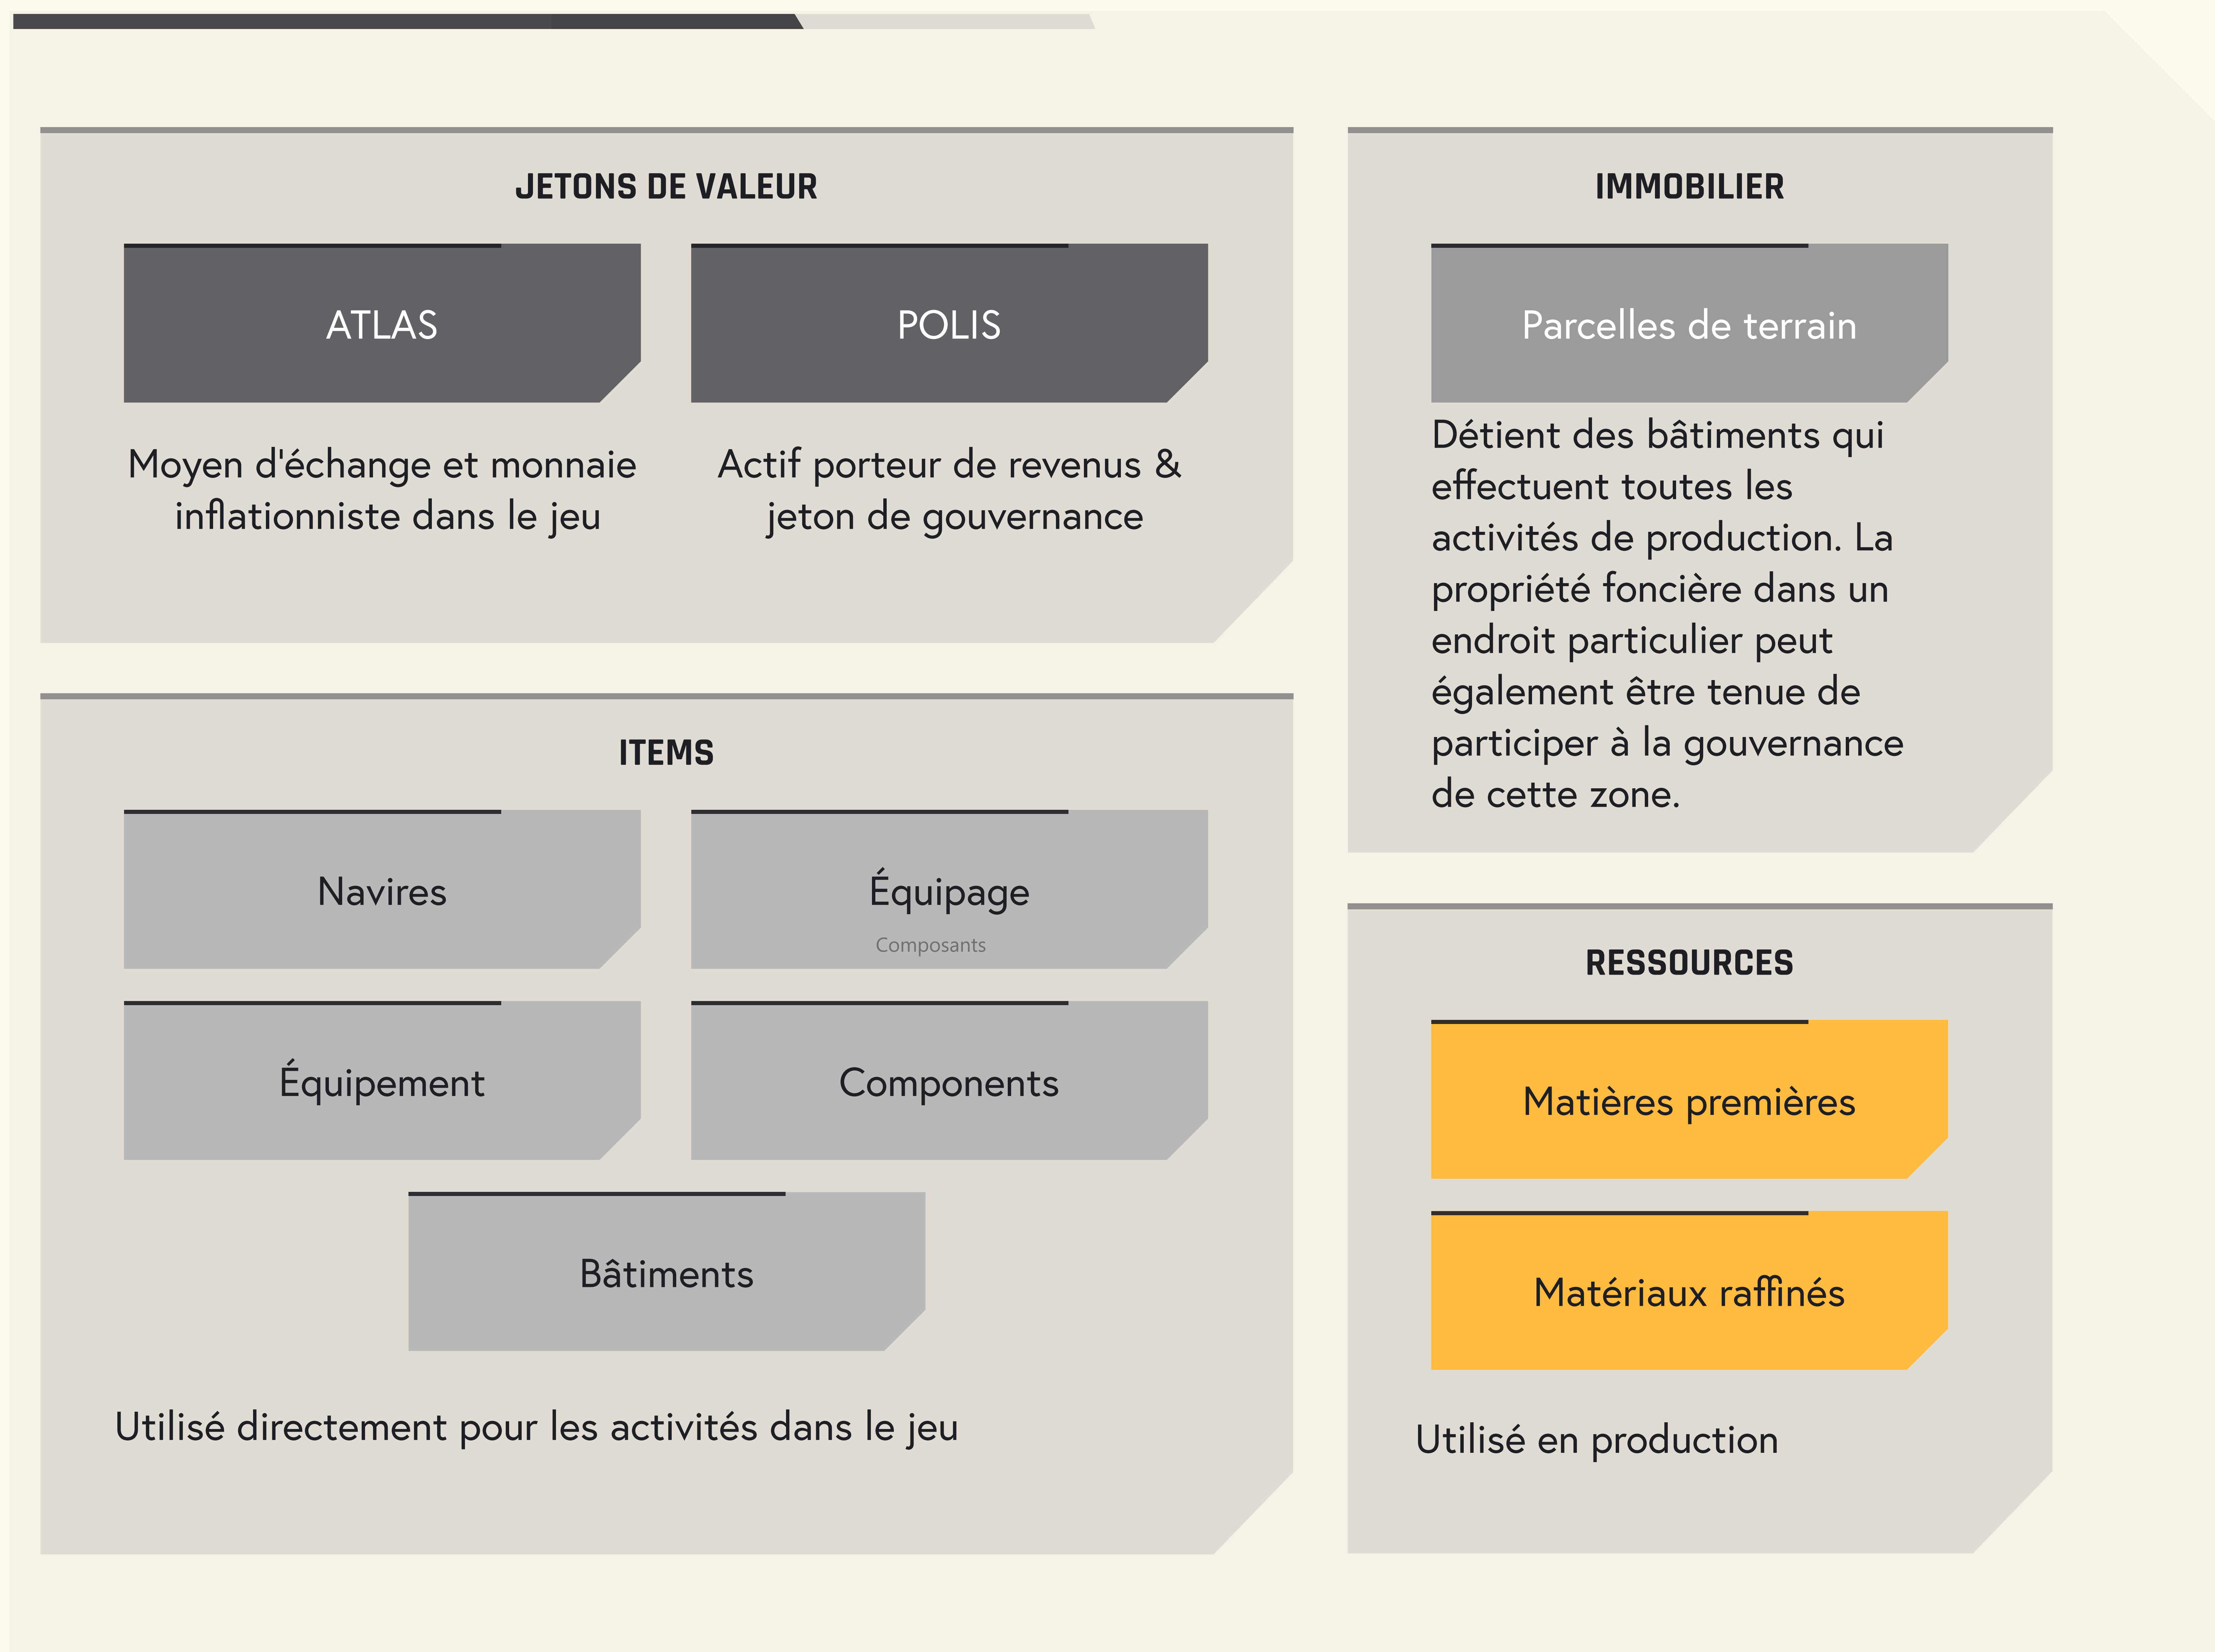 JETONS DE VALEUR
ATLAS
POLIS
Moyen d'échange et monnaie
inflationniste dans le jeu
Actif porteur de revenus &
jeton de gouvernance
IMMOBILIER
Parcelles de terrain
Détient des bâtiments qui
effectuent toutes les
activités de production. La
propriété foncière dans un
endroit particulier peut
également être tenue de
participer à la gouvernance
de cette zone.
ITEMS
Navires
Équipage
Composants
Équipement
Components
Bâtiments
Utilisé directement pour les activités dans le jeu
RESSOURCES
Matières premières
Matériaux raffinés
Utilisé en production